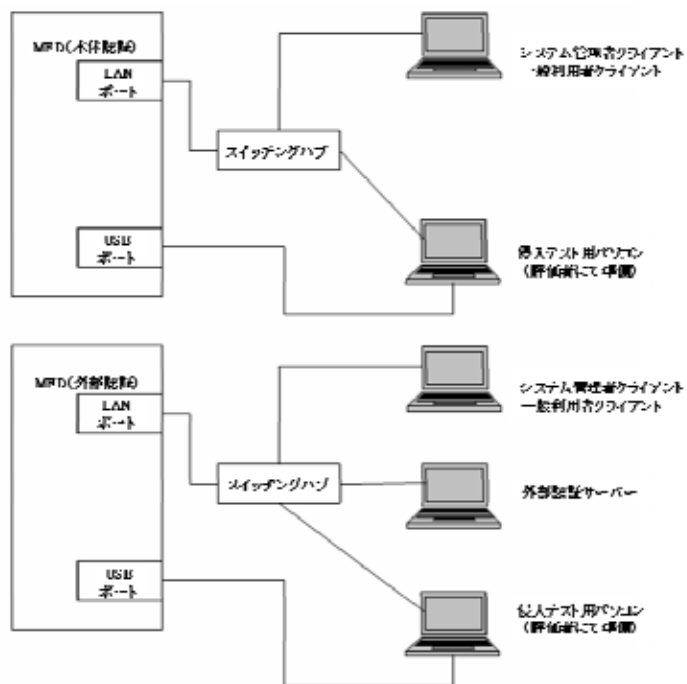 MFD(本体認証)
LAN
ポート
システム管理者クライアント
一般利用者クライアント
スイッチングハブ
USB
ポート
侵入テスト用パソコン
(評価者にて準備)
MFD(外部認証)
LAN
ポート
システム管理者クライアント
一般利用者クライアント
スイッチングハブ
外部認証サーバー
USB
ポート
侵入テスト用パソコン
(評価者にて準備)